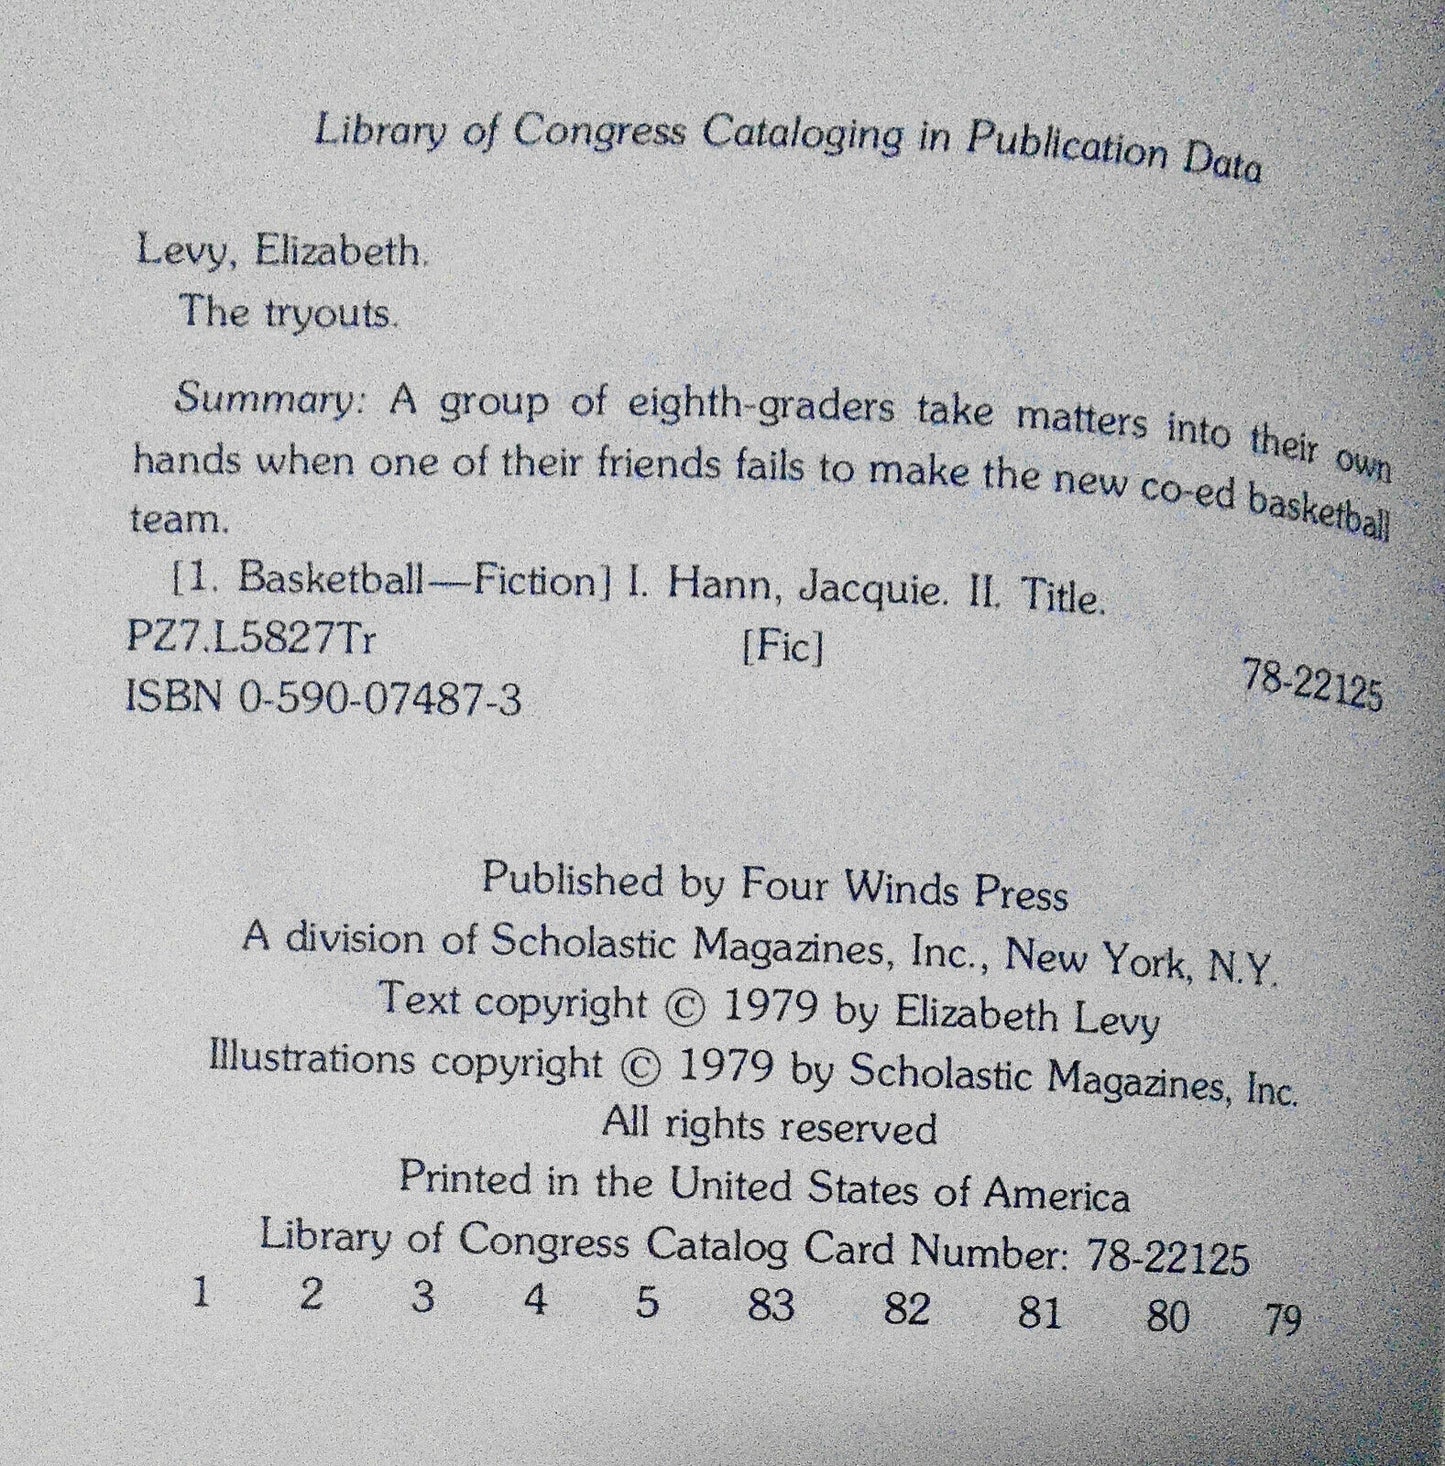 Library of Congress Cataloging in Publication Data
Levy, Elizabeth.
The tryouts.
Summary: A group of eighth-graders take matters into their own
hands when one of their friends fails to make the new co-ed basketball
team.
[1. Basketball—Fiction] I. Hann, Jacquie. II. Title.
PZ7.L5827Tr [Fic] 78-22125
ISBN 0-590-07487-3
Published by Four Winds Press
A division of Scholastic Magazines, Inc., New York, N.Y.
Text copyright © 1979 by Elizabeth Levy
Illustrations copyright © 1979 by Scholastic Magazines, Inc.
All rights reserved
Printed in the United States of America
Library of Congress Catalog Card Number: 78-22125
1 2 3 4 5 83 82 81 80 79